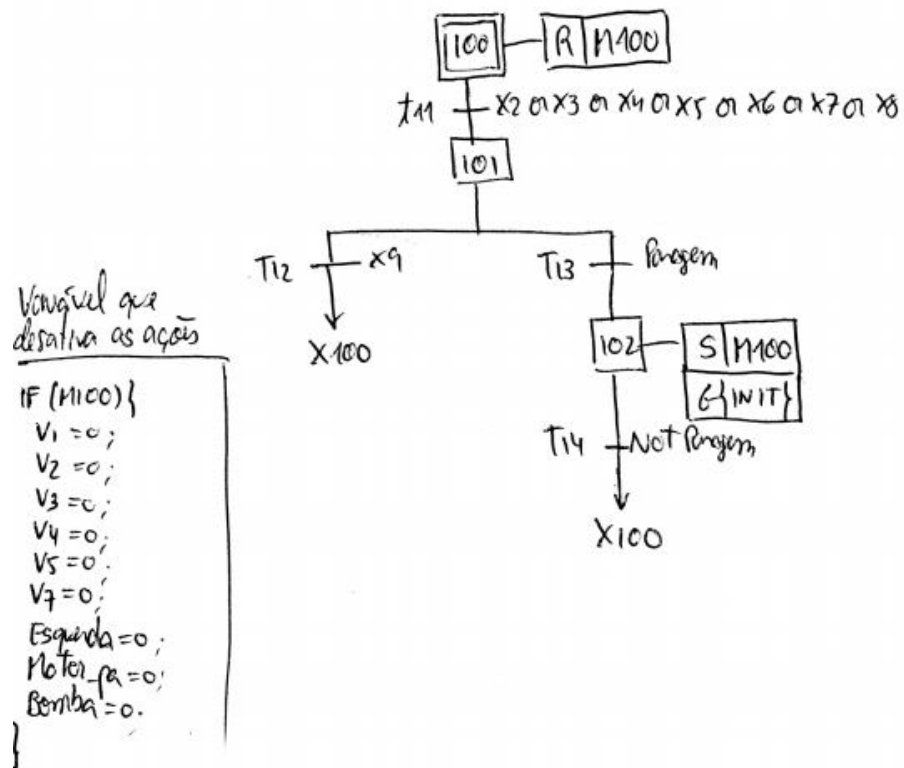 100 R M100
t11 X2 or X3 or X4 or X5 or X6 or X7 or X8
101
T12 X9 T13 Paragem
X100
102 S M100
G{INIT}
T14 Not Paragem
X100
Variável que
desativa as ações
IF (M100){
V1 =0;
V2 =0;
V3 =0;
V4 =0;
V5 =0.
V7 =0;
Esquerda=0;
Motor_pa=0;
Bomba=0.
}